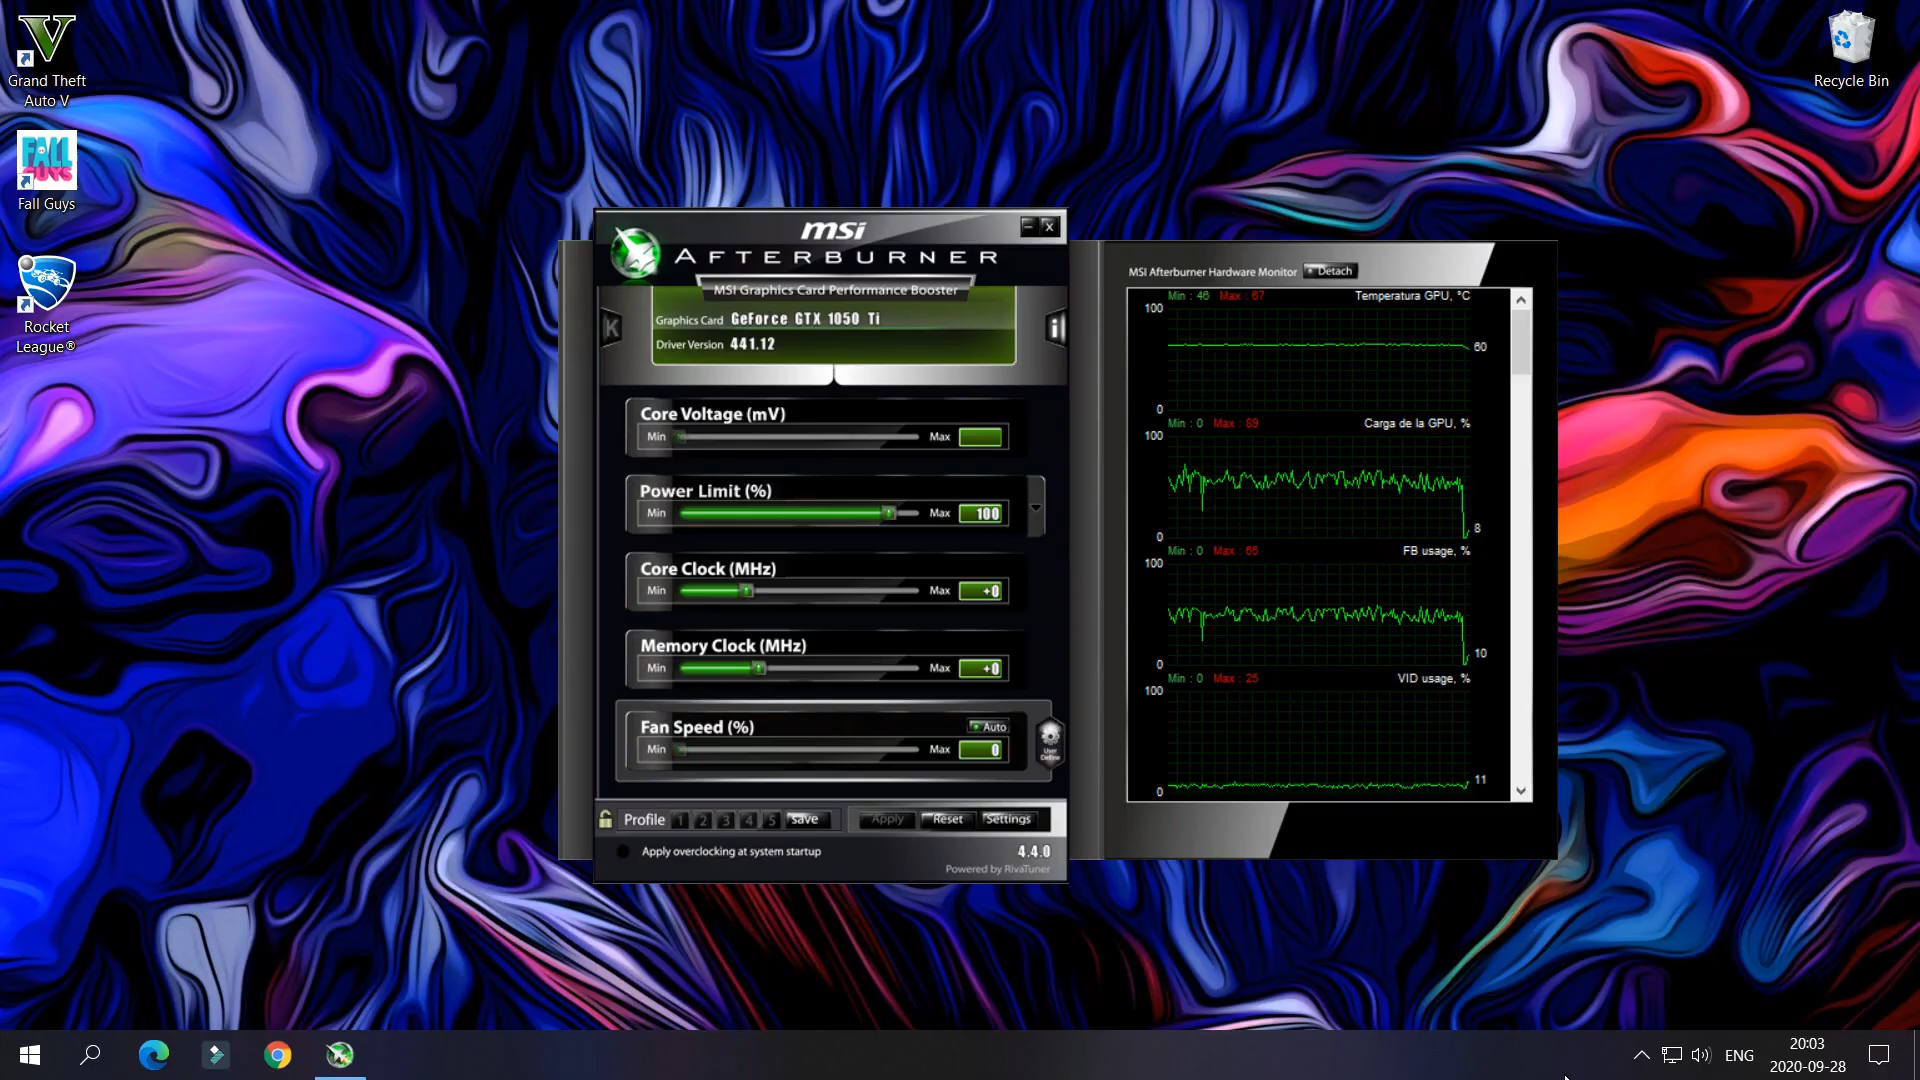 Grand Theft
Auto V
FALL
GUYS
Fall Guys
Rocket
League®
Recycle Bin
msi
AFTERBURNER
MSI Graphics Card Performance Booster
K
i
Graphics Card GeForce GTX 1050 Ti
Driver Version 441.12
Core Voltage (mV)
Min Max
Power Limit (%)
Min Max 100
Core Clock (MHz)
Min Max +0
Memory Clock (MHz)
Min Max +0
Fan Speed (%) Auto
Min Max 0
User
Define
Profile 1 2 3 4 5 Save Apply Reset Settings
Apply overclocking at system startup 4.4.0
Powered by RivaTuner
MSI Afterburner Hardware Monitor Detach
Min : 46 Max : 67 Temperatura GPU, °C
100
60
0
Min : 0 Max : 89 Carga de la GPU, %
100
8
0
Min : 0 Max : 65 FB usage, %
100
10
0
Min : 0 Max : 25 VID usage, %
100
11
0
ENG
20:03
2020-09-28